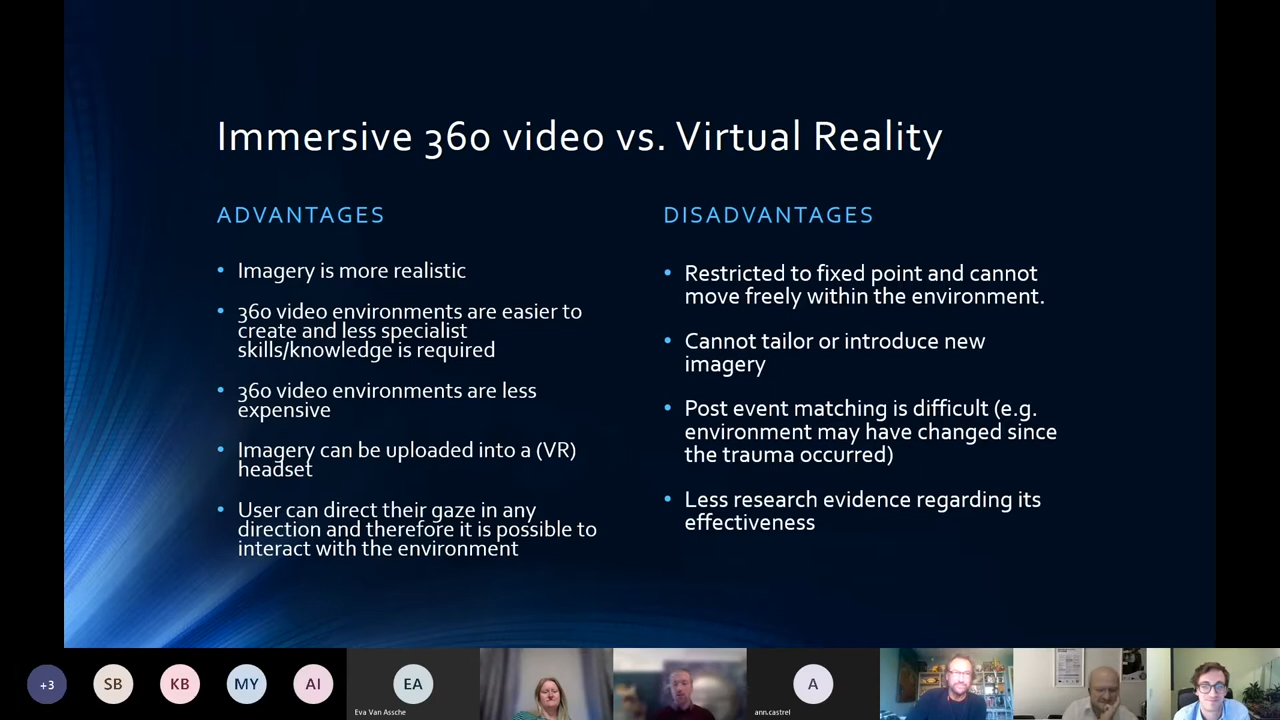 Immersive 360 video vs. Virtual Reality
ADVANTAGES
• Imagery is more realistic
• 360 video environments are easier to
create and less specialist
skills/knowledge is required
• 360 video environments are less
expensive
• Imagery can be uploaded into a (VR)
headset
• User can direct their gaze in any
direction and therefore it is possible to
interact with the environment
DISADVANTAGES
• Restricted to fixed point and cannot
move freely within the environment.
• Cannot tailor or introduce new
imagery
• Post event matching is difficult (e.g.
environment may have changed since
the trauma occurred)
• Less research evidence regarding its
effectiveness
+3
SB
KB
MY
AI
EA
Eva Van Assche
A
ann.castrel